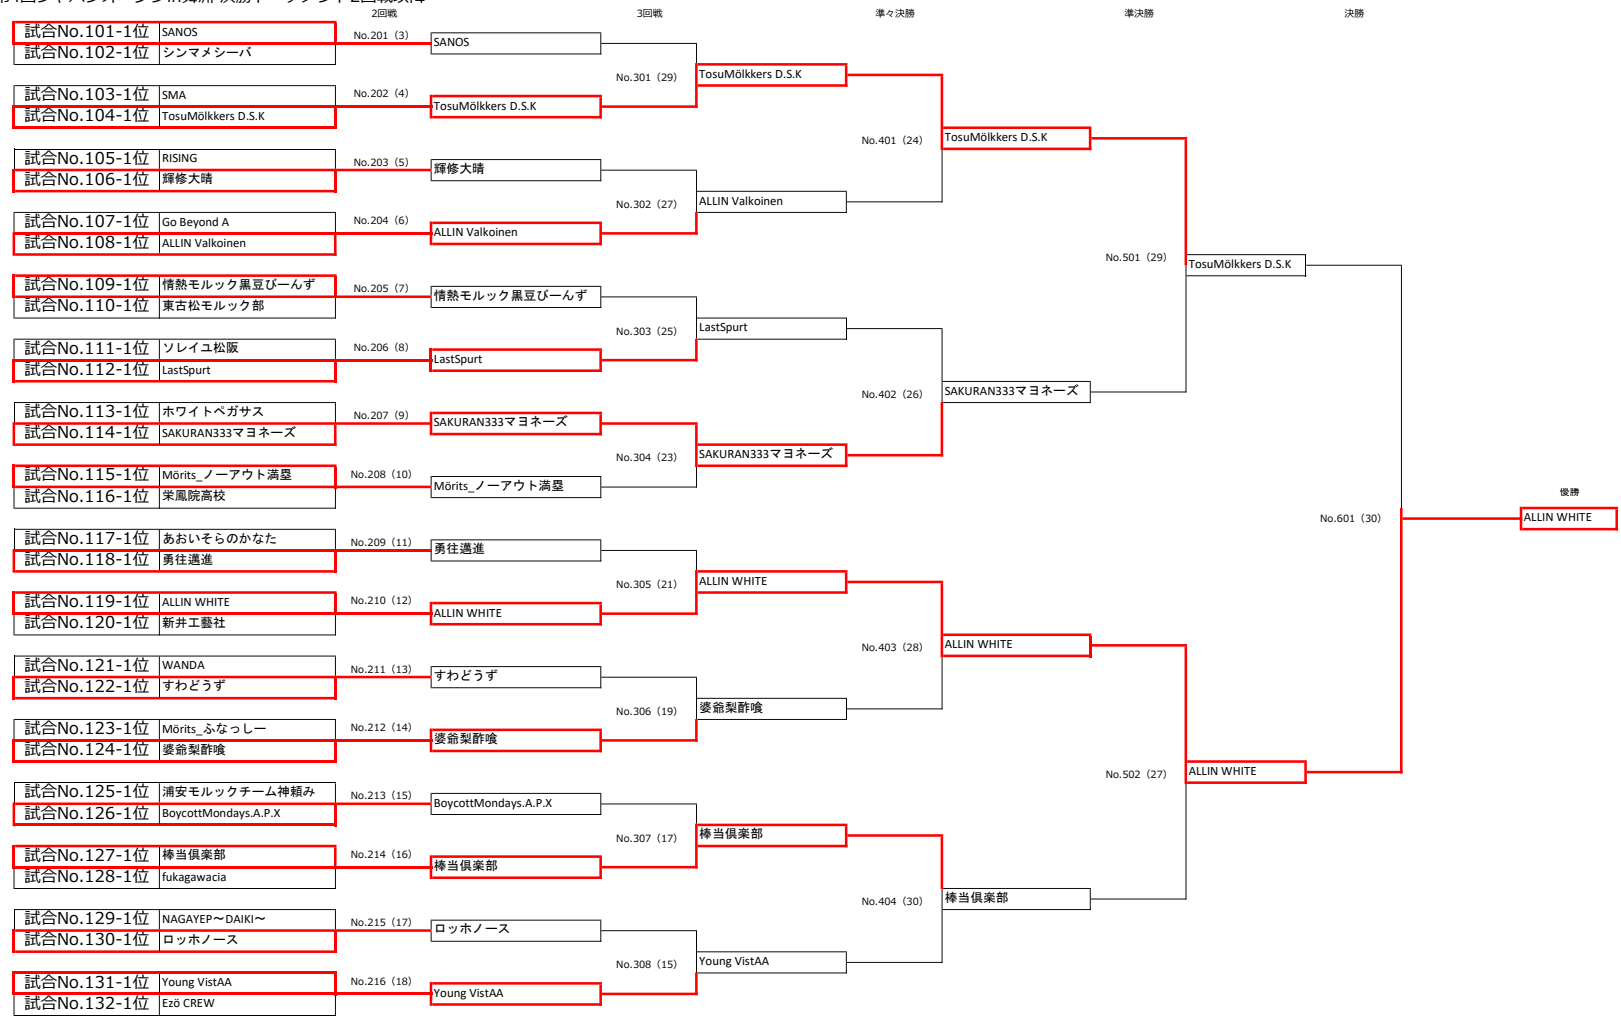 2回戦 3回戦 準々決勝 準決勝 決勝
試合No.101-1位 SANOS
試合No.102-1位 シンマメシーバ
No.201（3）
SANOS
試合No.103-1位 SMA
試合No.104-1位 TosuMölkkers D.S.K
No.202（4）
TosuMölkkers D.S.K
No.301（29）
TosuMölkkers D.S.K
試合No.105-1位 RISING
試合No.106-1位 輝修大晴
No.203（5）
輝修大晴
試合No.107-1位 Go Beyond A
試合No.108-1位 ALLIN Valkoinen
No.204（6）
ALLIN Valkoinen
No.302（27）
ALLIN Valkoinen
No.401（24）
TosuMölkkers D.S.K
試合No.109-1位 情熱モルック黒豆びーんず
試合No.110-1位 東古松モルック部
No.205（7）
情熱モルック黒豆びーんず
試合No.111-1位 ソレイユ松阪
試合No.112-1位 LastSpurt
No.206（8）
LastSpurt
No.303（25）
LastSpurt
試合No.113-1位 ホワイトペガサス
試合No.114-1位 SAKURAN333マヨネーズ
No.207（9）
SAKURAN333マヨネーズ
試合No.115-1位 Mörits_ノーアウト満塁
試合No.116-1位 栄鳳院高校
No.208（10）
Mörits_ノーアウト満塁
No.304（23）
SAKURAN333マヨネーズ
No.402（26）
SAKURAN333マヨネーズ
No.501（29）
TosuMölkkers D.S.K
試合No.117-1位 あおいそらのかなた
試合No.118-1位 勇往邁進
No.209（11）
勇往邁進
試合No.119-1位 ALLIN WHITE
試合No.120-1位 新井工藝社
No.210（12）
ALLIN WHITE
No.305（21）
ALLIN WHITE
試合No.121-1位 WANDA
試合No.122-1位 すわどうず
No.211（13）
すわどうず
試合No.123-1位 Mörits_ふなっしー
試合No.124-1位 婆爺梨酢喰
No.212（14）
婆爺梨酢喰
No.306（19）
婆爺梨酢喰
No.403（28）
ALLIN WHITE
試合No.125-1位 浦安モルックチーム神頼み
試合No.126-1位 BoycottMondays.A.P.X
No.213（15）
BoycottMondays.A.P.X
試合No.127-1位 棒当倶楽部
試合No.128-1位 fukagawacia
No.214（16）
棒当倶楽部
No.307（17）
棒当倶楽部
試合No.129-1位 NAGAYEP～DAIKI～
試合No.130-1位 ロッホノース
No.215（17）
ロッホノース
試合No.131-1位 Young VistAA
試合No.132-1位 Ezö CREW
No.216（18）
Young VistAA
No.308（15）
Young VistAA
No.404（30）
棒当倶楽部
No.502（27）
ALLIN WHITE
No.601（30）
優勝
ALLIN WHITE